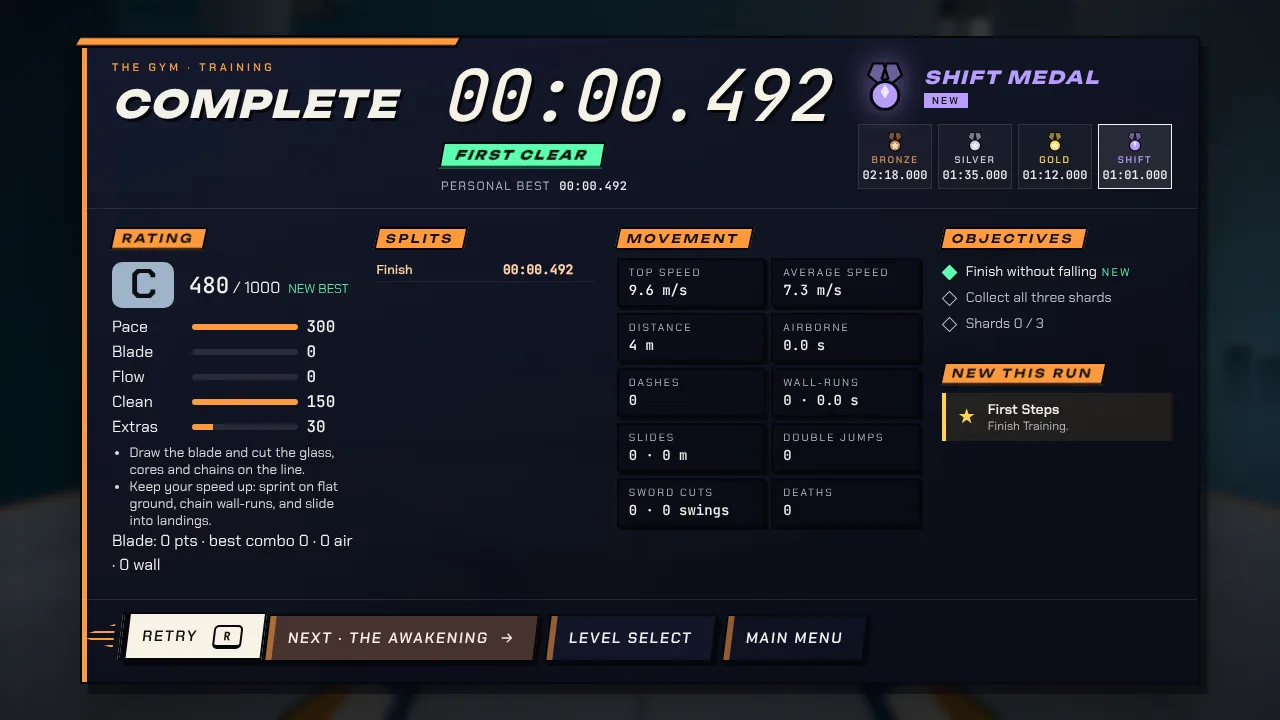 THE GYM · TRAINING
COMPLETE
00:00.492
FIRST CLEAR
PERSONAL BEST 00:00.492
SHIFT MEDAL
NEW
BRONZE
02:18.000
SILVER
01:35.000
GOLD
01:12.000
SHIFT
01:01.000
RATING
C 480 / 1000 NEW BEST
Pace 300
Blade 0
Flow 0
Clean 150
Extras 30
• Draw the blade and cut the glass,
cores and chains on the line.
• Keep your speed up: sprint on flat
ground, chain wall-runs, and slide
into landings.
Blade: 0 pts · best combo 0 · 0 air
· 0 wall
SPLITS
Finish 00:00.492
MOVEMENT
TOP SPEED
9.6 m/s
AVERAGE SPEED
7.3 m/s
DISTANCE
4 m
AIRBORNE
0.0 s
DASHES
0
WALL-RUNS
0 · 0.0 s
SLIDES
0 · 0 m
DOUBLE JUMPS
0
SWORD CUTS
0 · 0 swings
DEATHS
0
OBJECTIVES
Finish without falling NEW
Collect all three shards
Shards 0 / 3
NEW THIS RUN
First Steps
Finish Training.
RETRY R
NEXT · THE AWAKENING →
LEVEL SELECT
MAIN MENU